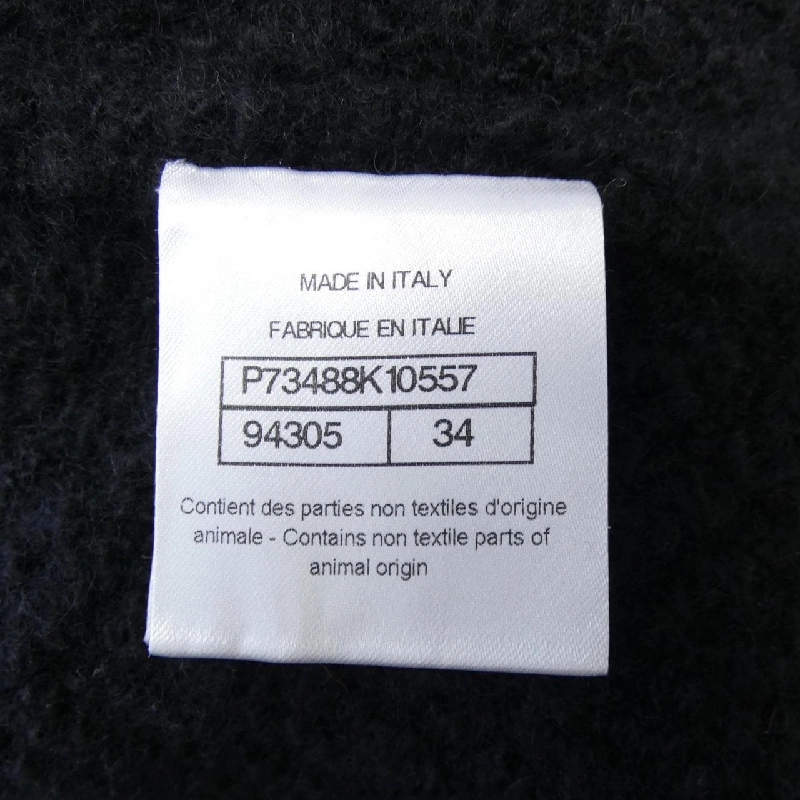 MADE IN ITALY
FABRIQUE EN ITALIE
P73488K10557
94305 34
Contient des parties non textiles d'origine
animale - Contains non textile parts of
animal origin